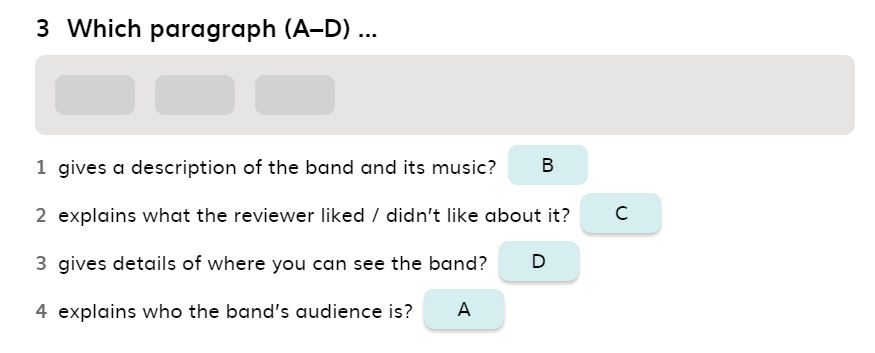 3 Which paragraph (A–D) ...
1 gives a description of the band and its music? B
2 explains what the reviewer liked / didn't like about it? C
3 gives details of where you can see the band? D
4 explains who the band's audience is? A